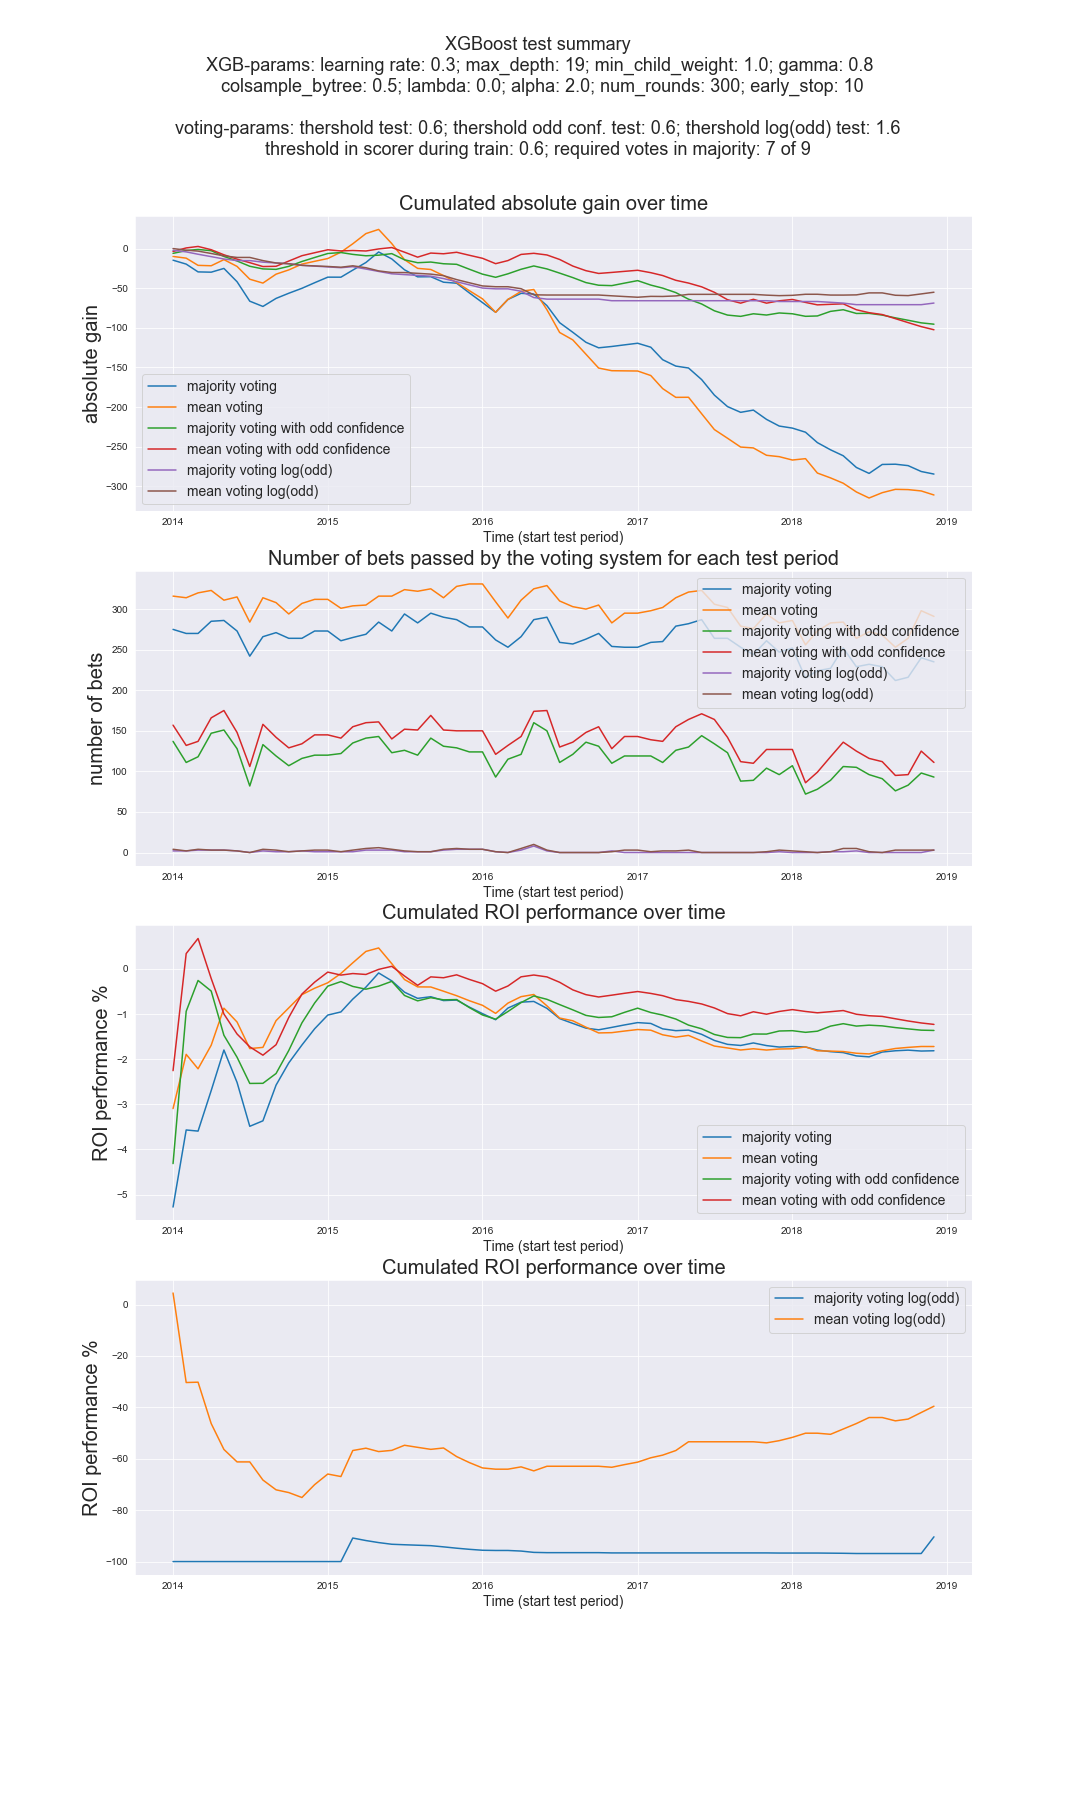 XGBoost test summary
XGB-params: learning rate: 0.3; max_depth: 19; min_child_weight: 1.0; gamma: 0.8
colsample_bytree: 0.5; lambda: 0.0; alpha: 2.0; num_rounds: 300; early_stop: 10
voting-params: thershold test: 0.6; thershold odd conf. test: 0.6; thershold log(odd) test: 1.6
threshold in scorer during train: 0.6; required votes in majority: 7 of 9
Cumulated absolute gain over time
absolute gain
0
−50
−100
−150
−200
−250
−300
majority voting
mean voting
majority voting with odd confidence
mean voting with odd confidence
majority voting log(odd)
mean voting log(odd)
2014 2015 2016 2017 2018 2019
Time (start test period)
Number of bets passed by the voting system for each test period
number of bets
300
250
200
150
100
50
0
majority voting
mean voting
majority voting with odd confidence
mean voting with odd confidence
majority voting log(odd)
mean voting log(odd)
2014 2015 2016 2017 2018 2019
Time (start test period)
Cumulated ROI performance over time
ROI performance %
0
−1
−2
−3
−4
−5
majority voting
mean voting
majority voting with odd confidence
mean voting with odd confidence
2014 2015 2016 2017 2018 2019
Time (start test period)
Cumulated ROI performance over time
ROI performance %
0
−20
−40
−60
−80
−100
majority voting log(odd)
mean voting log(odd)
2014 2015 2016 2017 2018 2019
Time (start test period)